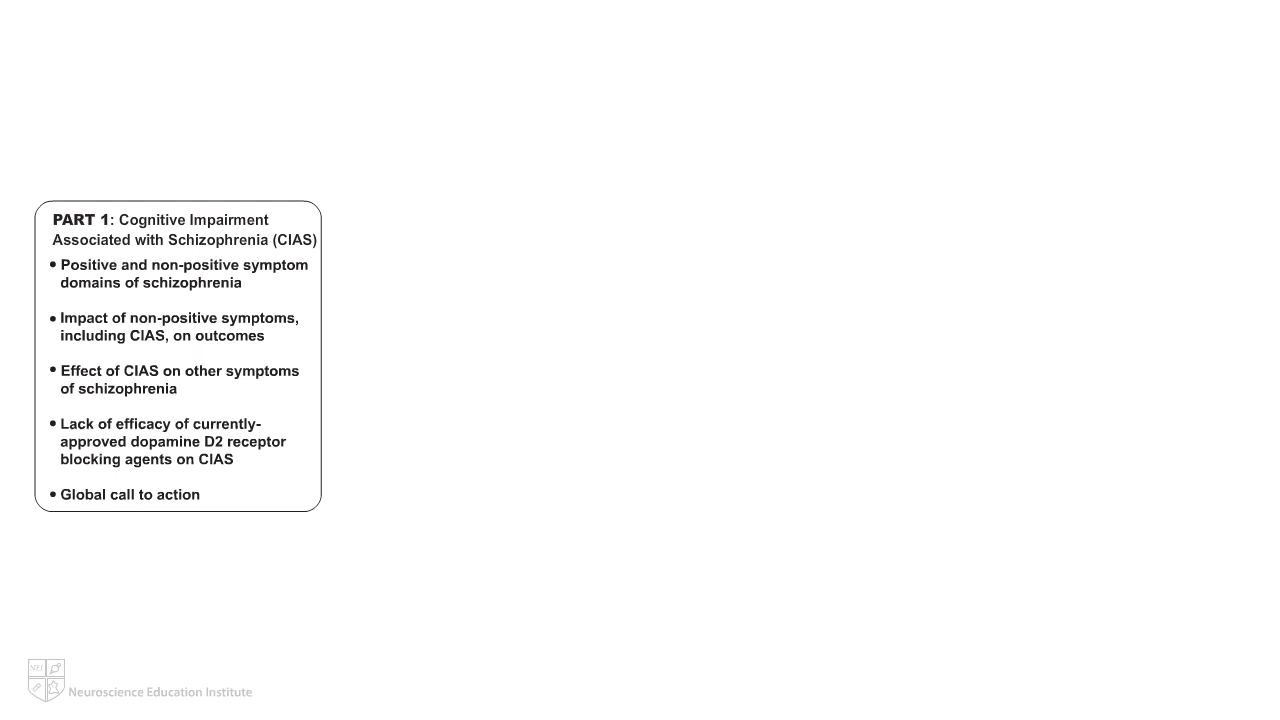 PART 1: Cognitive Impairment
Associated with Schizophrenia (CIAS)
• Positive and non-positive symptom
domains of schizophrenia
• Impact of non-positive symptoms,
including CIAS, on outcomes
• Effect of CIAS on other symptoms
of schizophrenia
• Lack of efficacy of currently-
approved dopamine D2 receptor
blocking agents on CIAS
• Global call to action
NEI
Neuroscience Education Institute